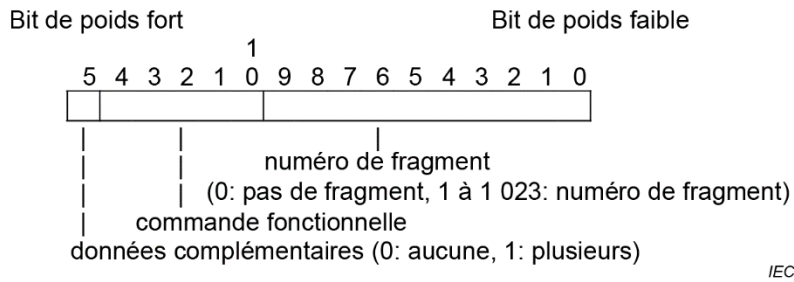 Bit de poids fort Bit de poids faible
1
5 4 3 2 1 0 9 8 7 6 5 4 3 2 1 0
numéro de fragment
(0: pas de fragment, 1 à 1 023: numéro de fragment)
commande fonctionnelle
données complémentaires (0: aucune, 1: plusieurs)
IEC